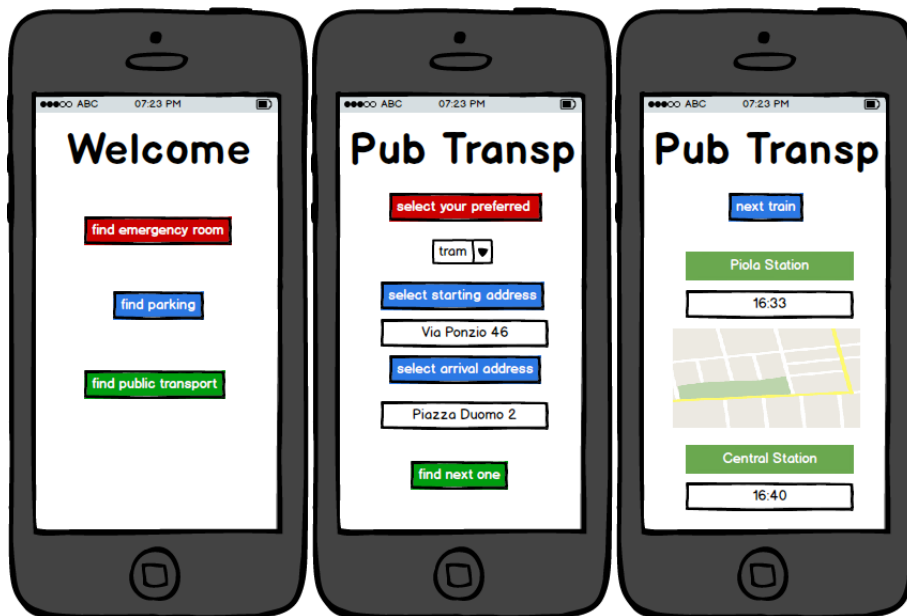 ABC 07:23 PM
Welcome
find emergency room
find parking
find public transport
ABC 07:23 PM
Pub Transp
select your preferred
tram
select starting address
Via Ponzio 46
select arrival address
Piazza Duomo 2
find next one
ABC 07:23 PM
Pub Transp
next train
Piola Station
16:33
Central Station
16:40